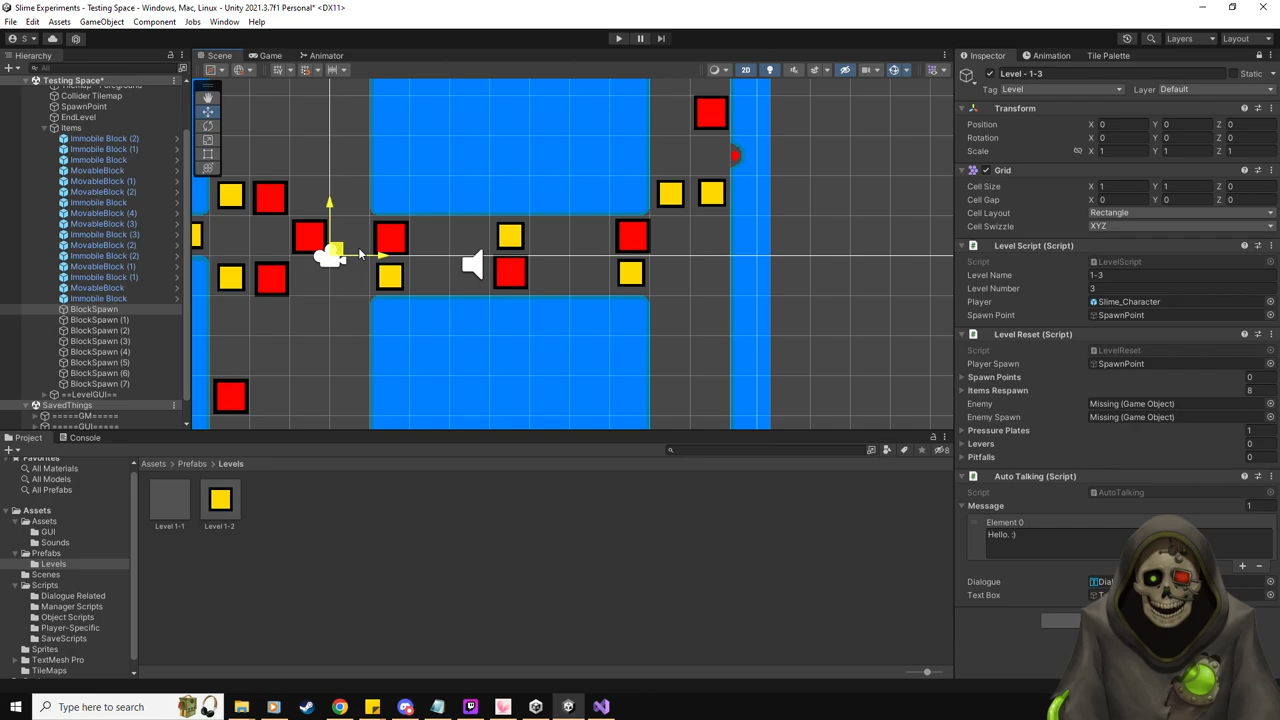 Slime Experiments - Testing Space - Windows, Mac, Linux - Unity 2021.3.7f1 Personal* <DX11>
File Edit Assets GameObject Component Jobs Window Help
S Layers Layout
Hierarchy Scene Game Animator Inspector Animation Tile Palette
All 2D Level - 1-3 Static
Testing Space* Tag Level Layer Default
Collider Tilemap Transform
SpawnPoint Position X 0 Y 0 Z 0
EndLevel Rotation X 0 Y 0 Z 0
Items Scale X 1 Y 1 Z 1
Immobile Block (2)
Immobile Block (1)
Immobile Block Grid
MovableBlock Cell Size X 1 Y 1 Z 0
MovableBlock (1) Cell Gap X 0 Y 0 Z 0
MovableBlock (2) Cell Layout Rectangle
Immobile Block Cell Swizzle XYZ
MovableBlock (4)
MovableBlock (3)
Immobile Block (3) Level Script (Script)
MovableBlock (2) Script LevelScript
Immobile Block (2) Level Name 1-3
MovableBlock (1) Level Number 3
Immobile Block (1) Player Slime_Character
MovableBlock Spawn Point SpawnPoint
Immobile Block
BlockSpawn Level Reset (Script)
BlockSpawn (1) Script LevelReset
BlockSpawn (2) Player Spawn SpawnPoint
BlockSpawn (3) Spawn Points 0
BlockSpawn (4) Items Respawn 8
BlockSpawn (5) Enemy Missing (Game Object)
BlockSpawn (6) Enemy Spawn Missing (Game Object)
BlockSpawn (7) Pressure Plates 1
==LevelGUI== Levers 0
SavedThings Pitfalls 0
=====GM=====
=====GUI=====
Project Console 8
Favorites Assets Prefabs Levels
All Materials Auto Talking (Script)
All Models Script AutoTalking
All Prefabs Message 1
Assets Element 0
Assets Hello. :)
GUI
Sounds Level 1-1 Level 1-2
Prefabs
Levels
Scenes
Scripts Dialogue
Dialogue Related Text Box
Manager Scripts
Object Scripts
Player-Specific
SaveScripts
Sprites
TextMesh Pro
TileMaps
Type here to search